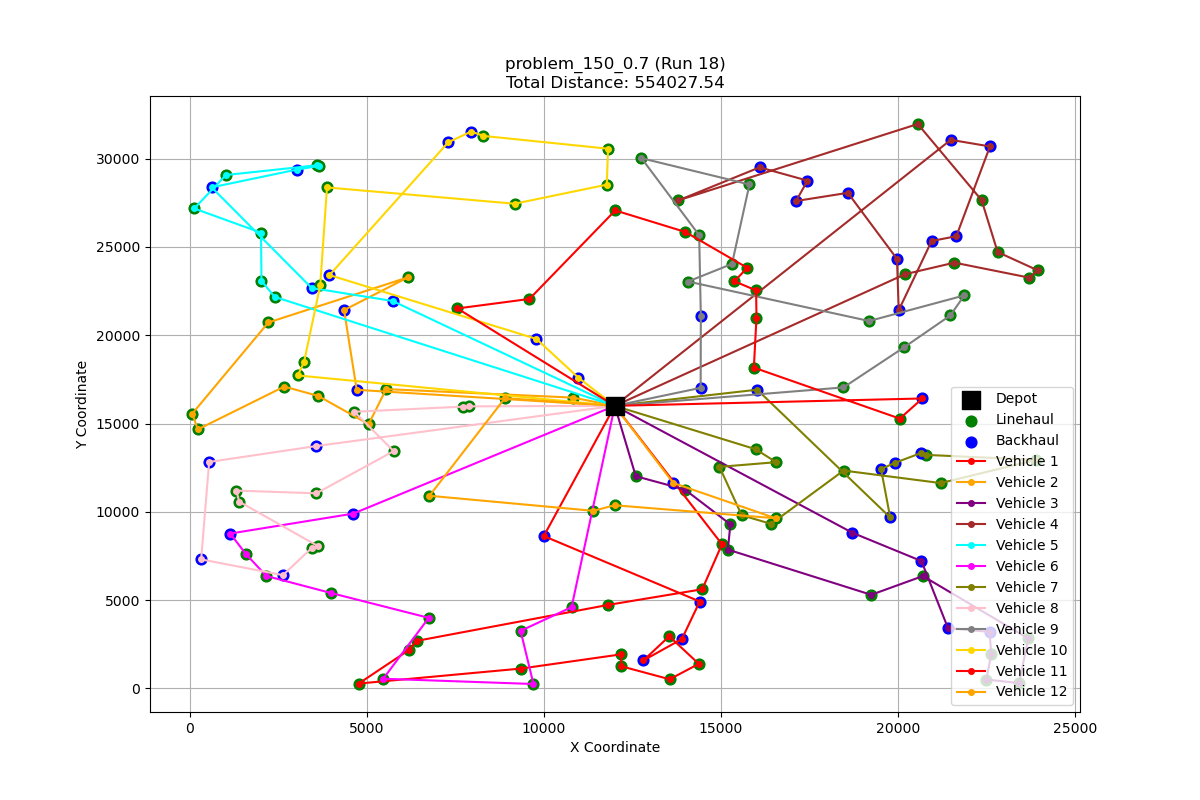 problem_150_0.7 (Run 18)
Total Distance: 554027.54
Y Coordinate
30000
25000
20000
15000
10000
5000
0
0
5000
10000
15000
20000
25000
X Coordinate
Depot
Linehaul
Backhaul
Vehicle 1
Vehicle 2
Vehicle 3
Vehicle 4
Vehicle 5
Vehicle 6
Vehicle 7
Vehicle 8
Vehicle 9
Vehicle 10
Vehicle 11
Vehicle 12